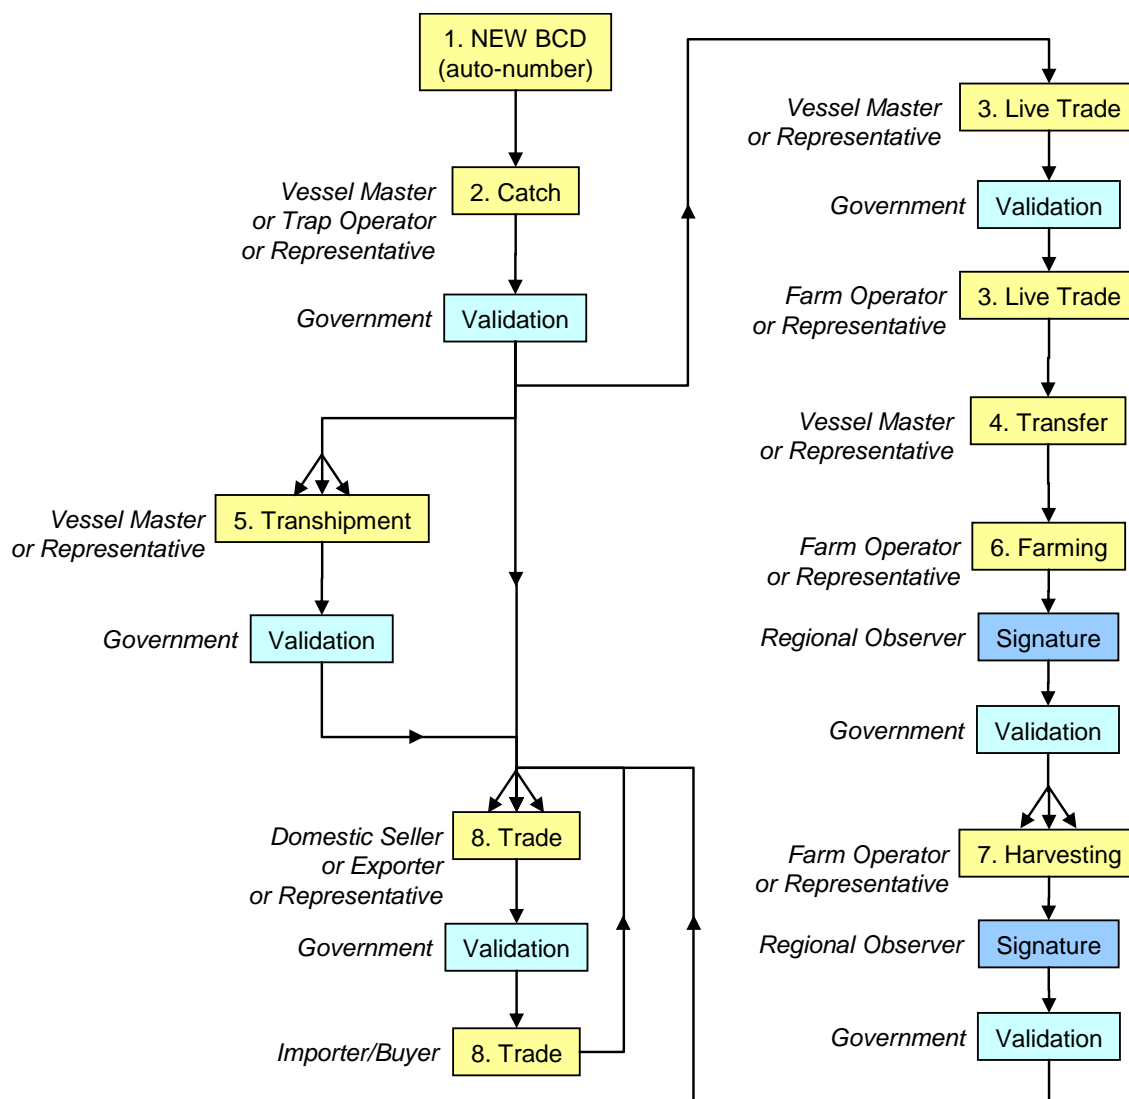 1. NEW BCD
(auto-number)
Vessel Master
or Trap Operator
or Representative
2. Catch
Government
Validation
Vessel Master
or Representative
5. Transhipment
Government
Validation
Domestic Seller
or Exporter
or Representative
8. Trade
Government
Validation
Importer/Buyer
8. Trade
Vessel Master
or Representative
3. Live Trade
Government
Validation
Farm Operator
or Representative
3. Live Trade
Vessel Master
or Representative
4. Transfer
Farm Operator
or Representative
6. Farming
Regional Observer
Signature
Government
Validation
Farm Operator
or Representative
7. Harvesting
Regional Observer
Signature
Government
Validation